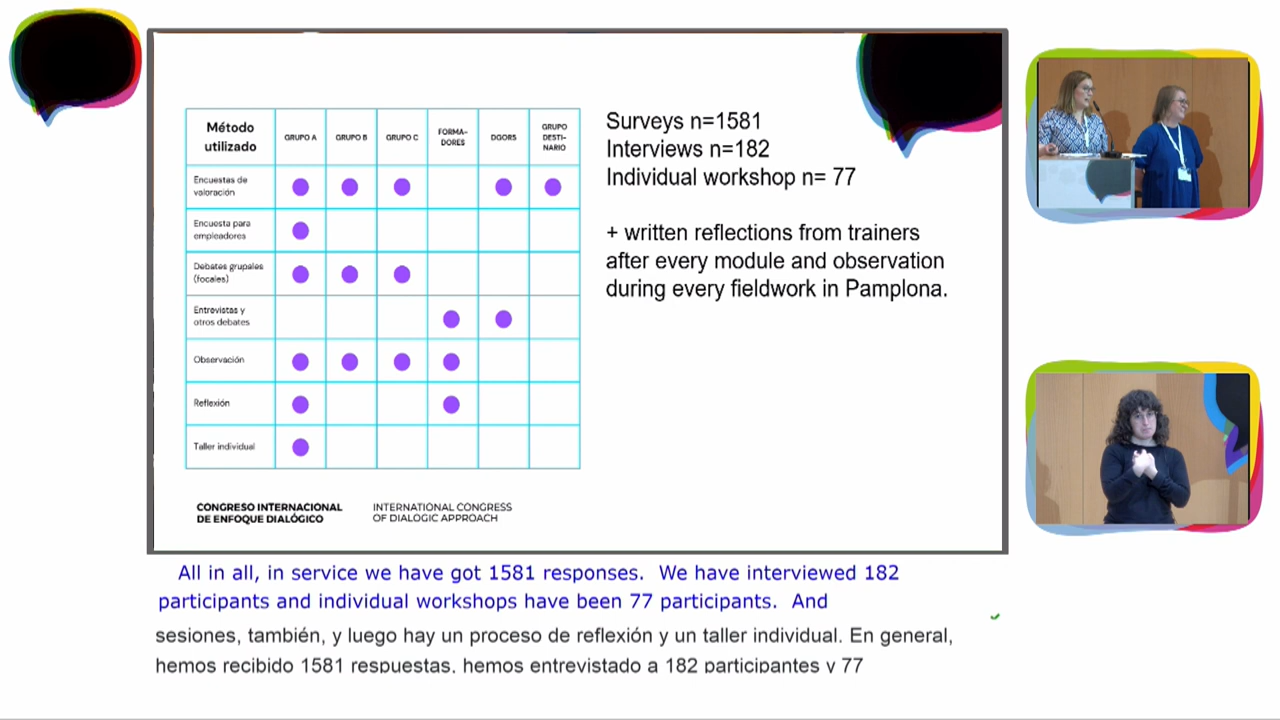 Método
utilizado
GRUPO A
GRUPO B
GRUPO C
FORMA-
DORES
DGORS
GRUPO
DESTI-
NARIO
Encuestas de
valoración
Encuesta para
empleadores
Debates grupales
(focales)
Entrevistas y
otros debates
Observación
Reflexión
Taller individual
Surveys n=1581
Interviews n=182
Individual workshop n= 77
+ written reflections from trainers
after every module and observation
during every fieldwork in Pamplona.
CONGRESO INTERNACIONAL
DE ENFOQUE DIALÓGICO
INTERNATIONAL CONGRESS
OF DIALOGIC APPROACH
All in all, in service we have got 1581 responses. We have interviewed 182
participants and individual workshops have been 77 participants. And
sesiones, también, y luego hay un proceso de reflexión y un taller individual. En general,
hemos recibido 1581 respuestas, hemos entrevistado a 182 participantes y 77